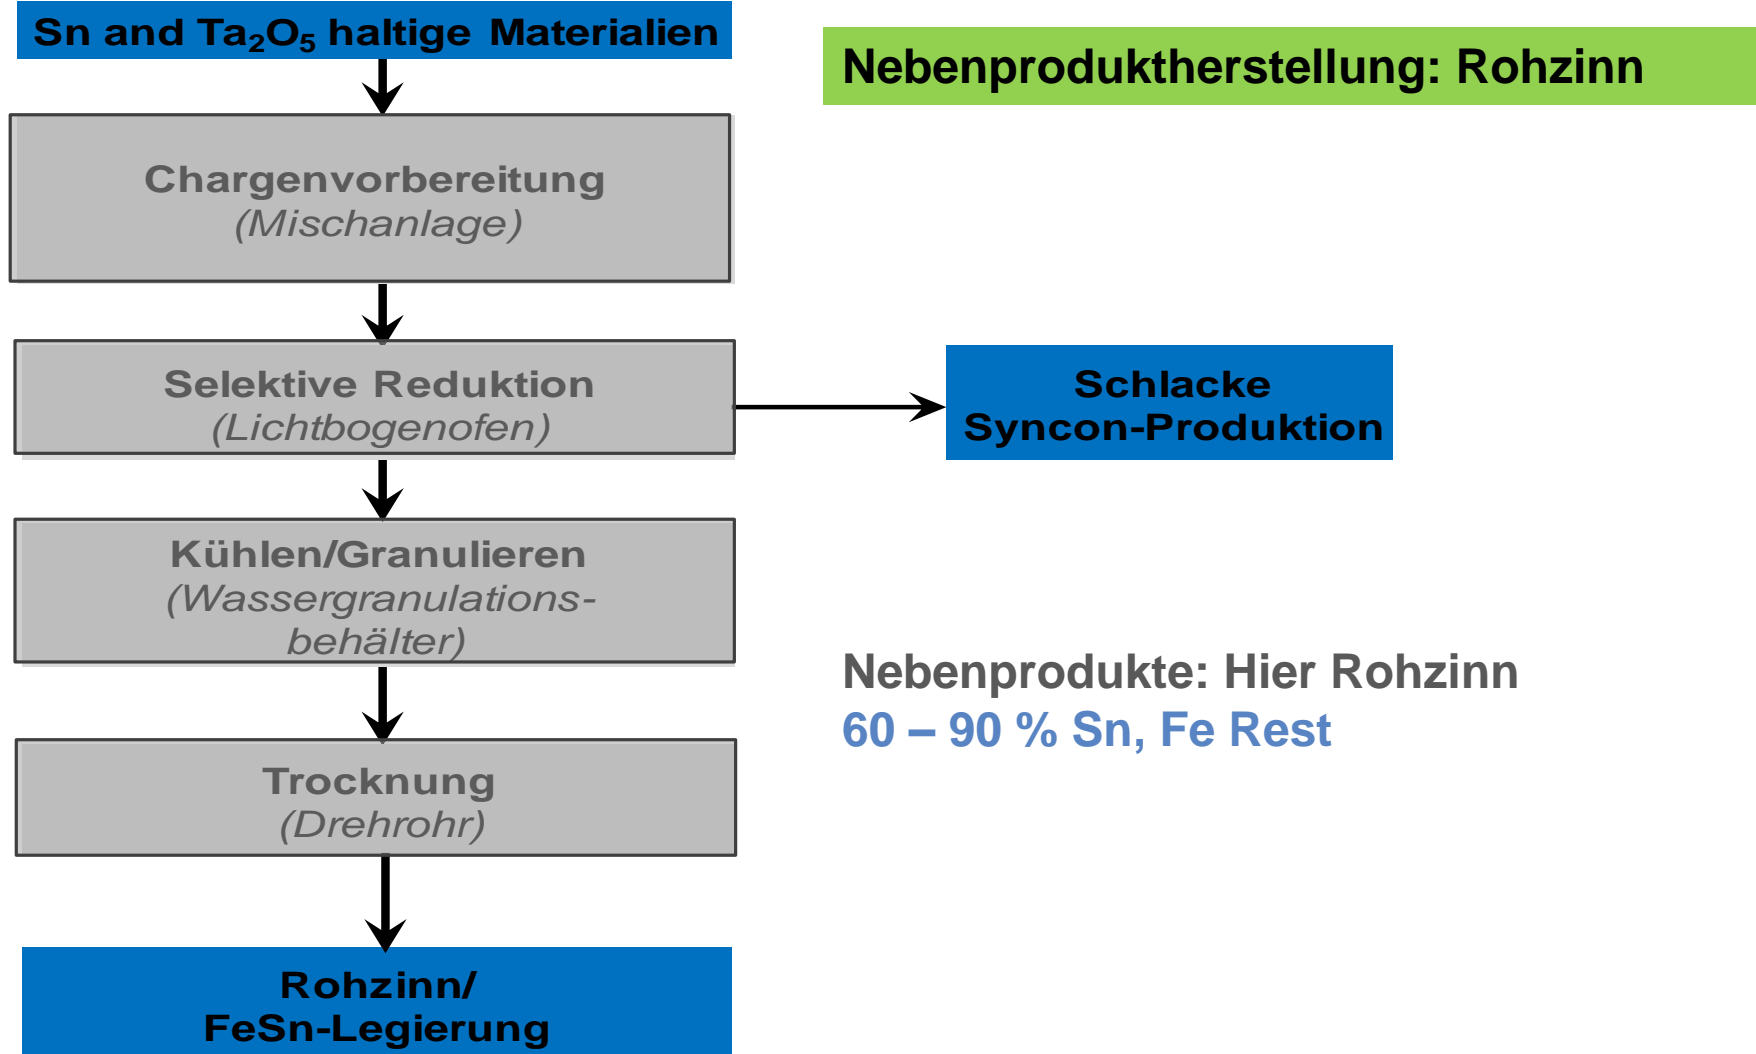 Sn and Ta₂O₅ haltige Materialien
Nebenproduktherstellung: Rohzinn
Chargenvorbereitung
(Mischanlage)
Selektive Reduktion
(Lichtbogenofen)
Schlacke
Syncon-Produktion
Kühlen/Granulieren
(Wassergranulations-
behälter)
Nebenprodukte: Hier Rohzinn
60 – 90 % Sn, Fe Rest
Trocknung
(Drehrohr)
Rohzinn/
FeSn-Legierung